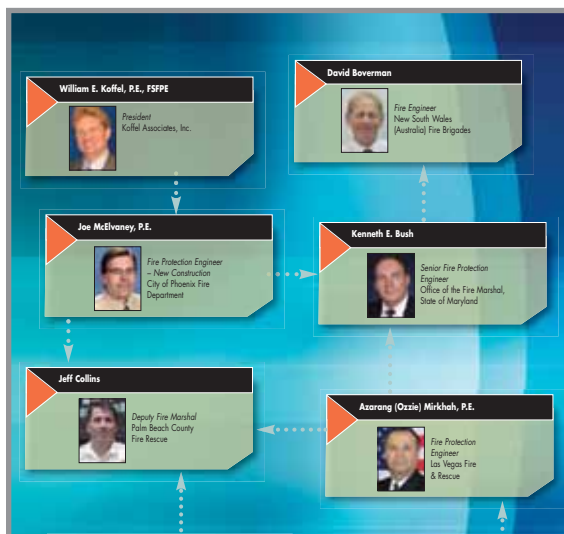 William E. Koffel, P.E., FSFPE
President
Koffel Associates, Inc.
David Boverman
Fire Engineer
New South Wales
(Australia) Fire Brigades
Joe McElvaney, P.E.
Fire Protection Engineer
– New Construction
City of Phoenix Fire
Department
Kenneth E. Bush
Senior Fire Protection
Engineer
Office of the Fire Marshal,
State of Maryland
Jeff Collins
Deputy Fire Marshal
Palm Beach County
Fire Rescue
Azarang (Ozzie) Mirkhah, P.E.
Fire Protection
Engineer
Las Vegas Fire
& Rescue